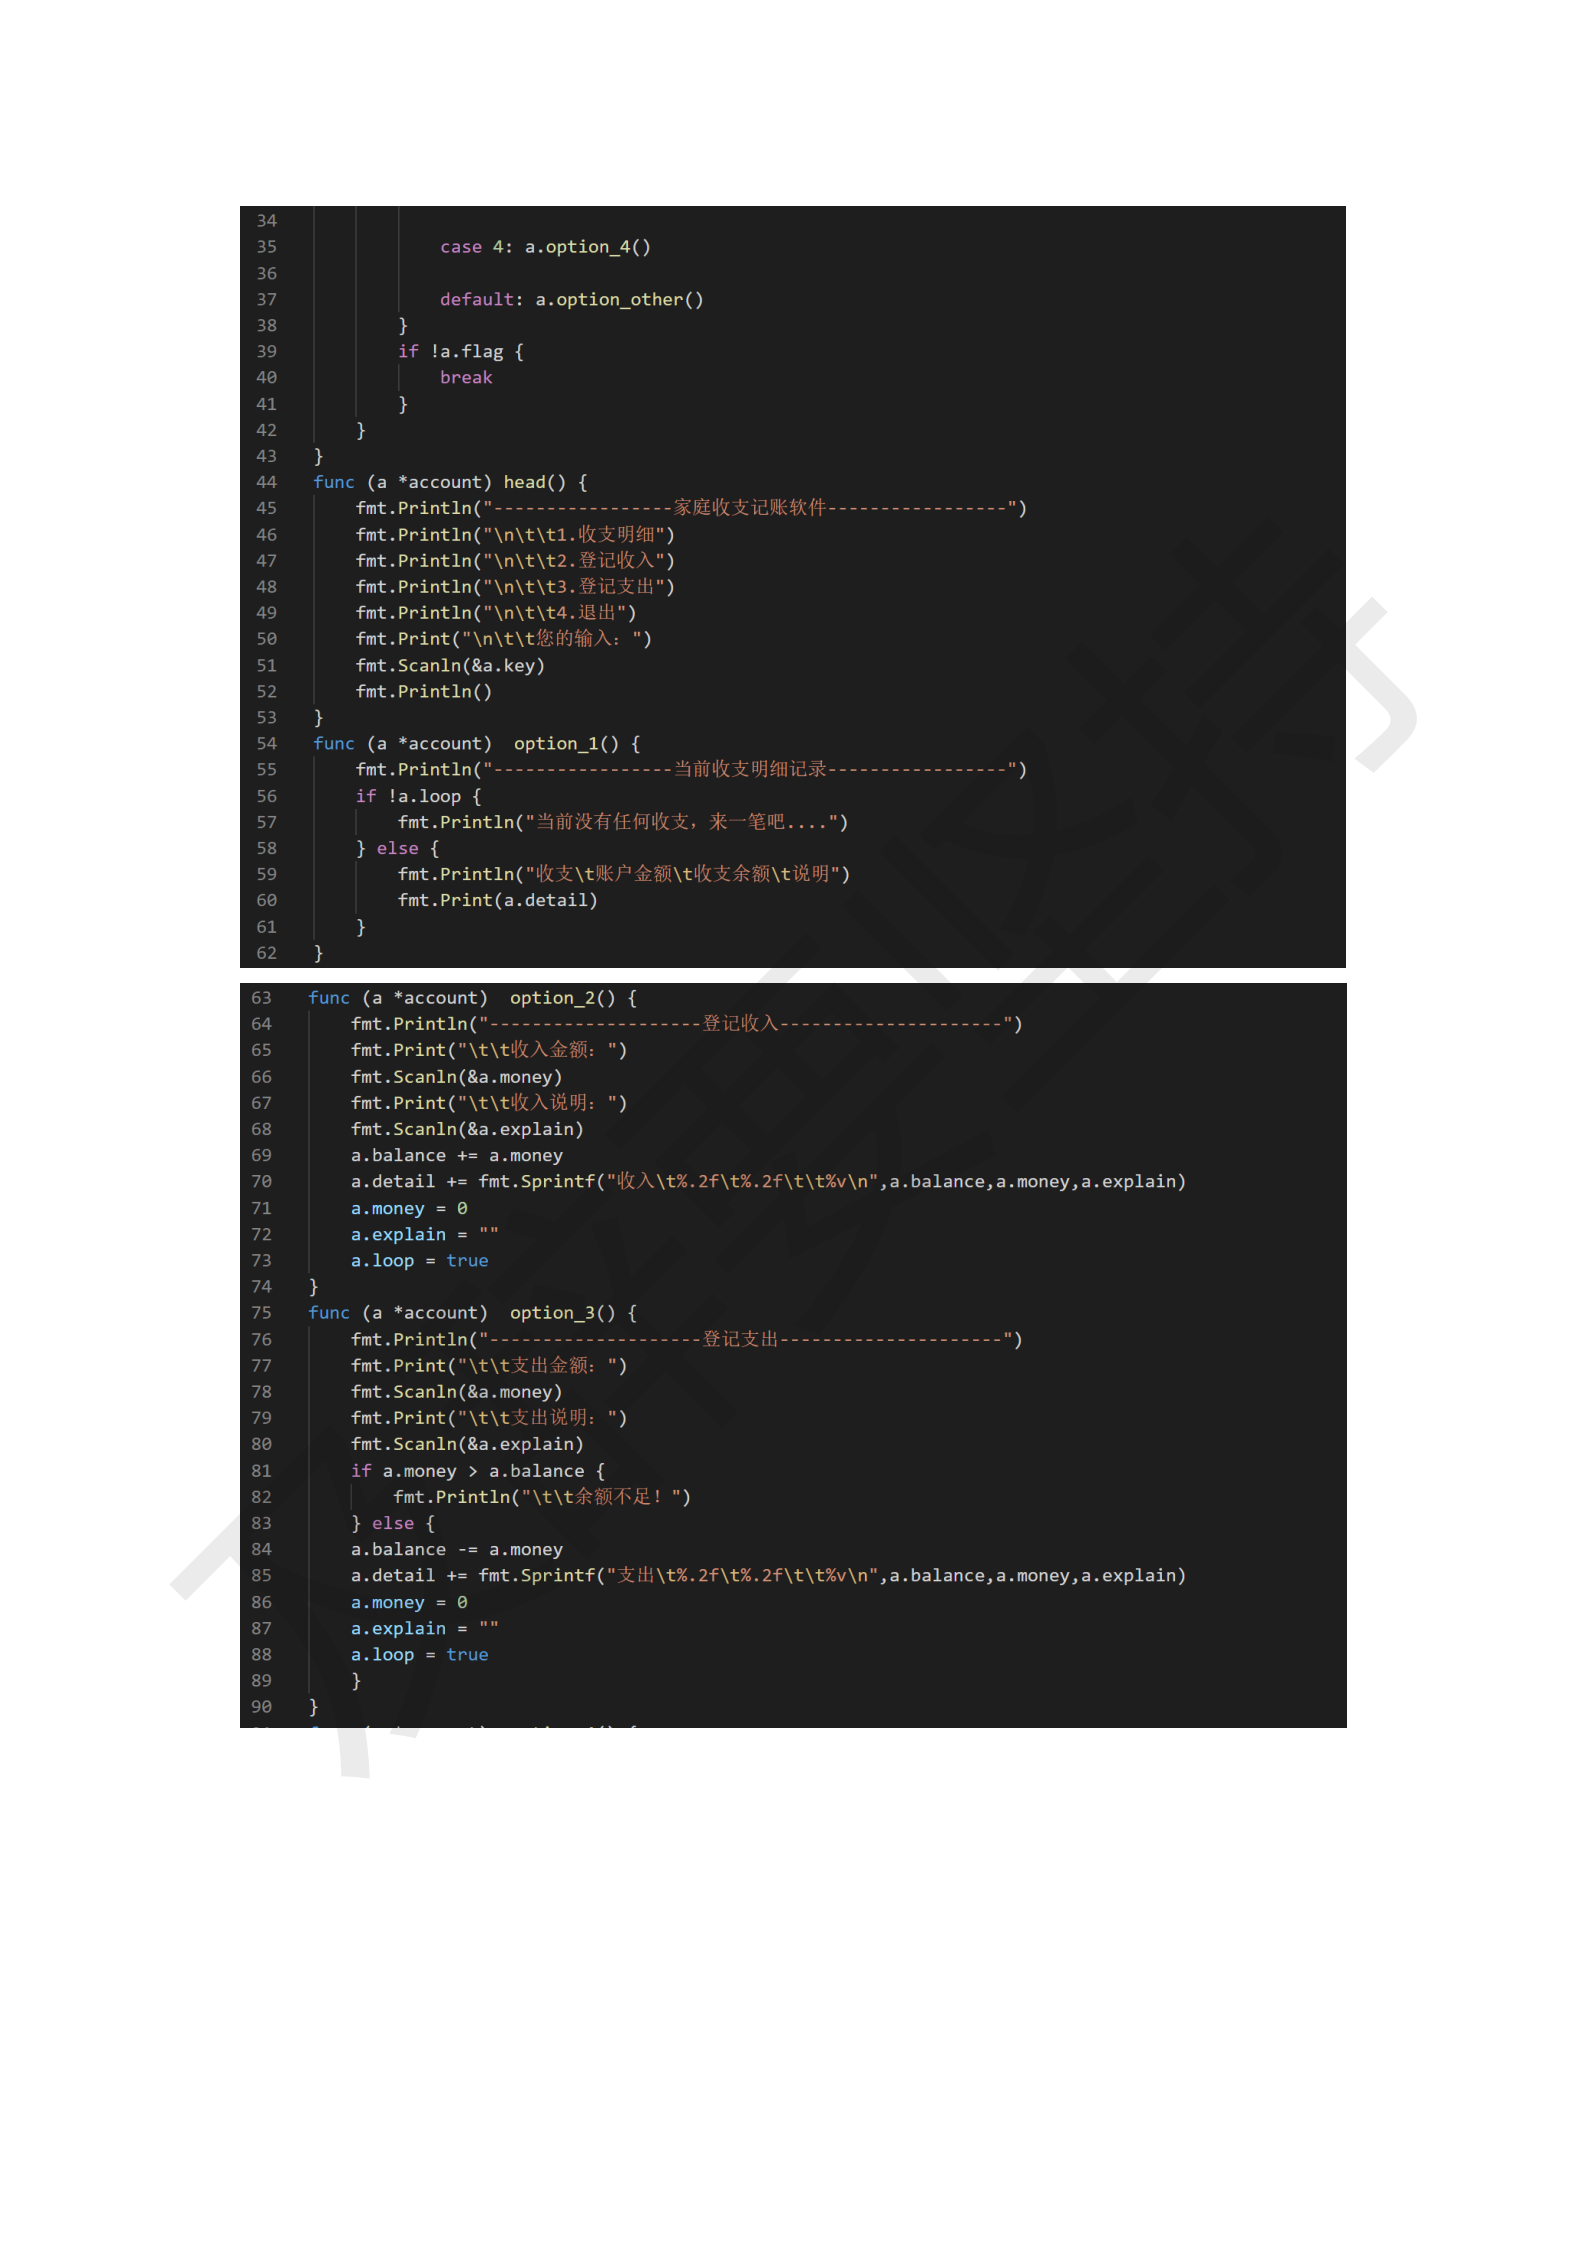 34
35 case 4: a.option_4()
36
37 default: a.option_other()
38 }
39 if !a.flag {
40 break
41 }
42 }
43 }
44 func (a *account) head() {
45 fmt.Println("-----------------家庭收支记账软件-----------------")
46 fmt.Println("\n\t\t1.收支明细")
47 fmt.Println("\n\t\t2.登记收入")
48 fmt.Println("\n\t\t3.登记支出")
49 fmt.Println("\n\t\t4.退出")
50 fmt.Print("\n\t\t您的输入：")
51 fmt.Scanln(&a.key)
52 fmt.Println()
53 }
54 func (a *account)  option_1() {
55 fmt.Println("-----------------当前收支明细记录-----------------")
56 if !a.loop {
57 fmt.Println("当前没有任何收支，来一笔吧....")
58 } else {
59 fmt.Println("收支\t账户金额\t收支余额\t说明")
60 fmt.Print(a.detail)
61 }
62 }
63 func (a *account)  option_2() {
64 fmt.Println("--------------------登记收入---------------------")
65 fmt.Print("\t\t收入金额：")
66 fmt.Scanln(&a.money)
67 fmt.Print("\t\t收入说明：")
68 fmt.Scanln(&a.explain)
69 a.balance += a.money
70 a.detail += fmt.Sprintf("收入\t%.2f\t%.2f\t\t%v\n",a.balance,a.money,a.explain)
71 a.money = 0
72 a.explain = ""
73 a.loop = true
74 }
75 func (a *account)  option_3() {
76 fmt.Println("--------------------登记支出---------------------")
77 fmt.Print("\t\t支出金额：")
78 fmt.Scanln(&a.money)
79 fmt.Print("\t\t支出说明：")
80 fmt.Scanln(&a.explain)
81 if a.money > a.balance {
82 fmt.Println("\t\t余额不足！")
83 } else {
84 a.balance -= a.money
85 a.detail += fmt.Sprintf("支出\t%.2f\t%.2f\t\t%v\n",a.balance,a.money,a.explain)
86 a.money = 0
87 a.explain = ""
88 a.loop = true
89 }
90 }